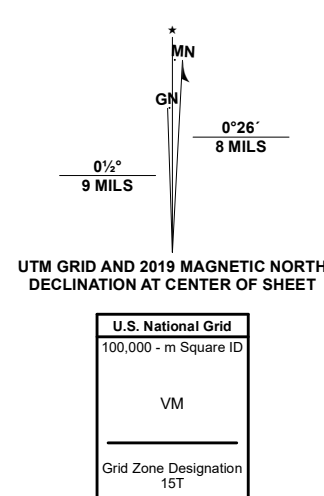 ★
MN
GN
0°26´
8 MILS
0½°
9 MILS
UTM GRID AND 2019 MAGNETIC NORTH
DECLINATION AT CENTER OF SHEET
U.S. National Grid
100,000 - m Square ID
VM
Grid Zone Designation
15T